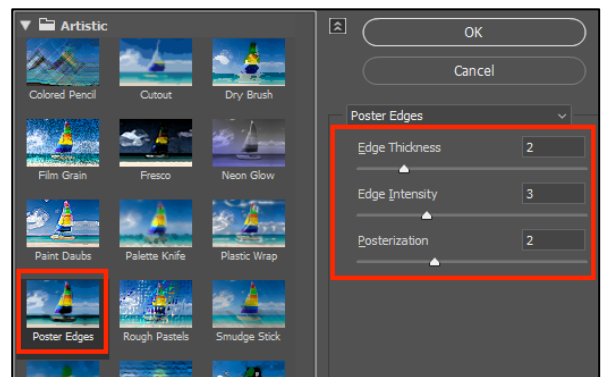 Artistic
Colored Pencil Cutout Dry Brush
Film Grain Fresco Neon Glow
Paint Daubs Palette Knife Plastic Wrap
Poster Edges Rough Pastels Smudge Stick
OK
Cancel
Poster Edges
Edge Thickness 2
Edge Intensity 3
Posterization 2